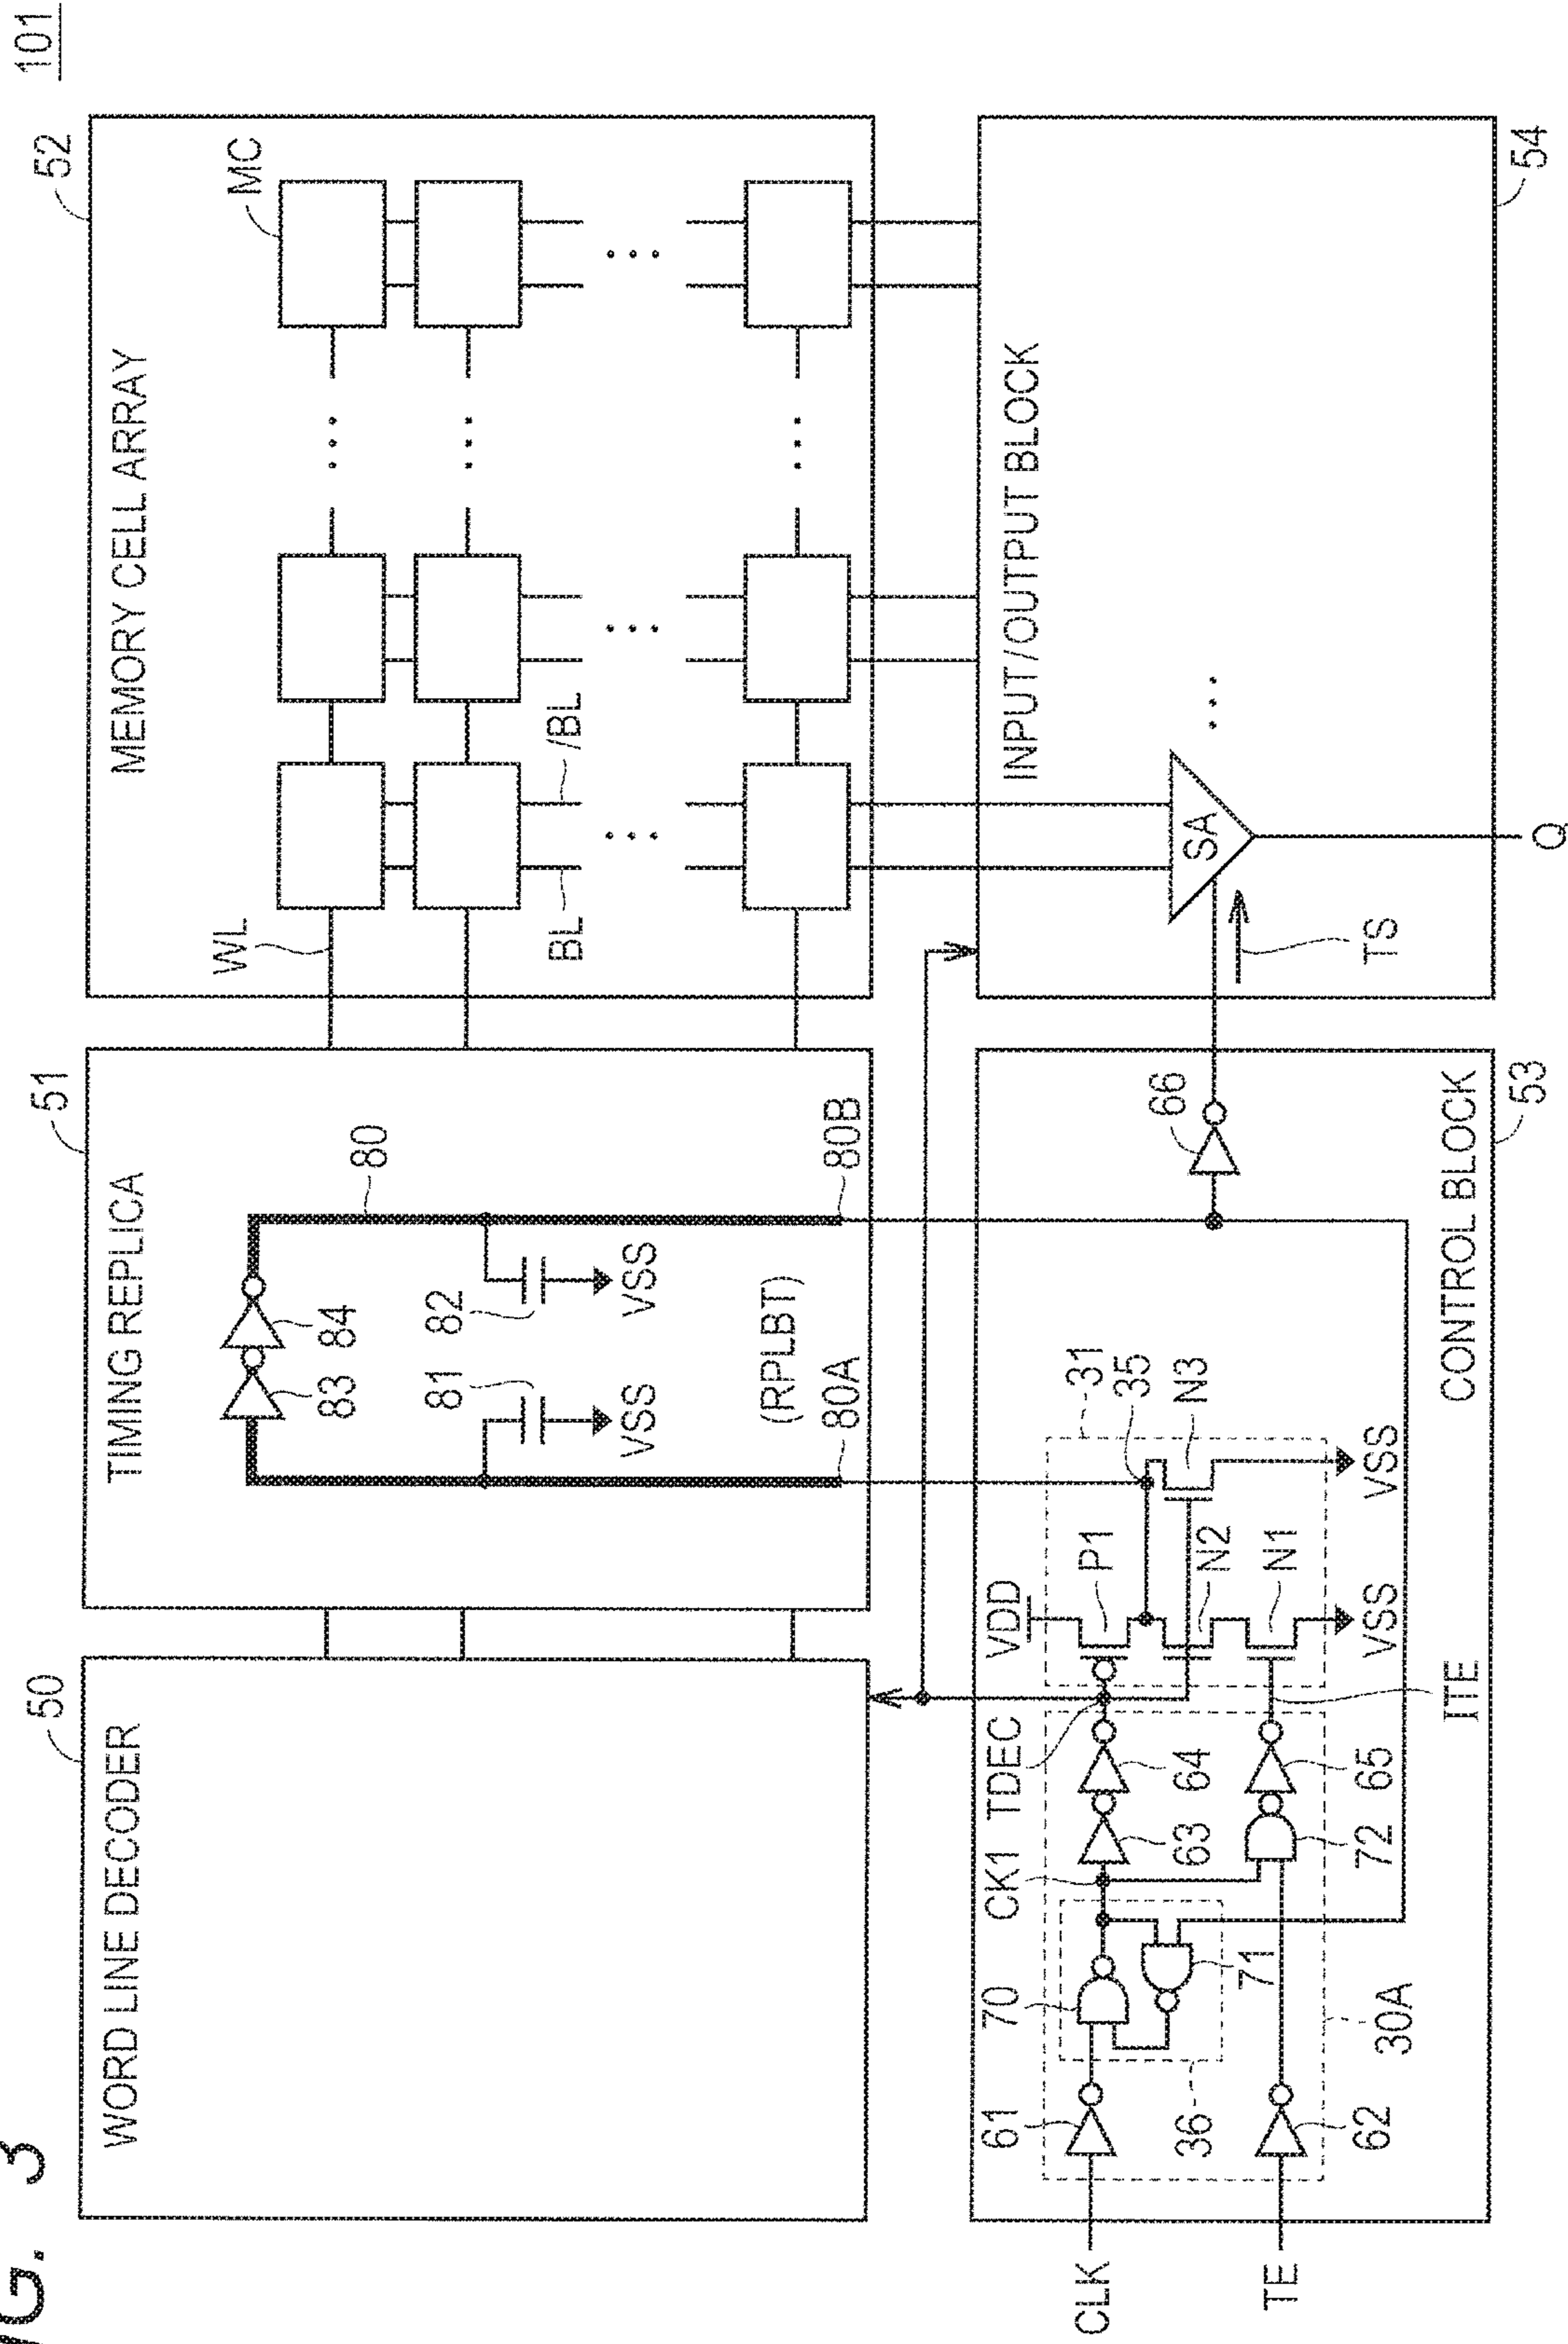 IG. 3
101
50
WORD LINE DECODER
51
TIMING REPLICA
83
84
80
81
82
VSS
VSS
(RPLBT)
80A
80B
52
MEMORY CELL ARRAY
MC
WL
BL
/BL
CLK
TE
61
62
36
70
71
30A
CK1
TDEC
63
64
72
65
ITE
VDD
P1
N2
N1
VSS
31
35
N3
VSS
66
CONTROL BLOCK
53
INPUT/OUTPUT BLOCK
SA
TS
Q
54